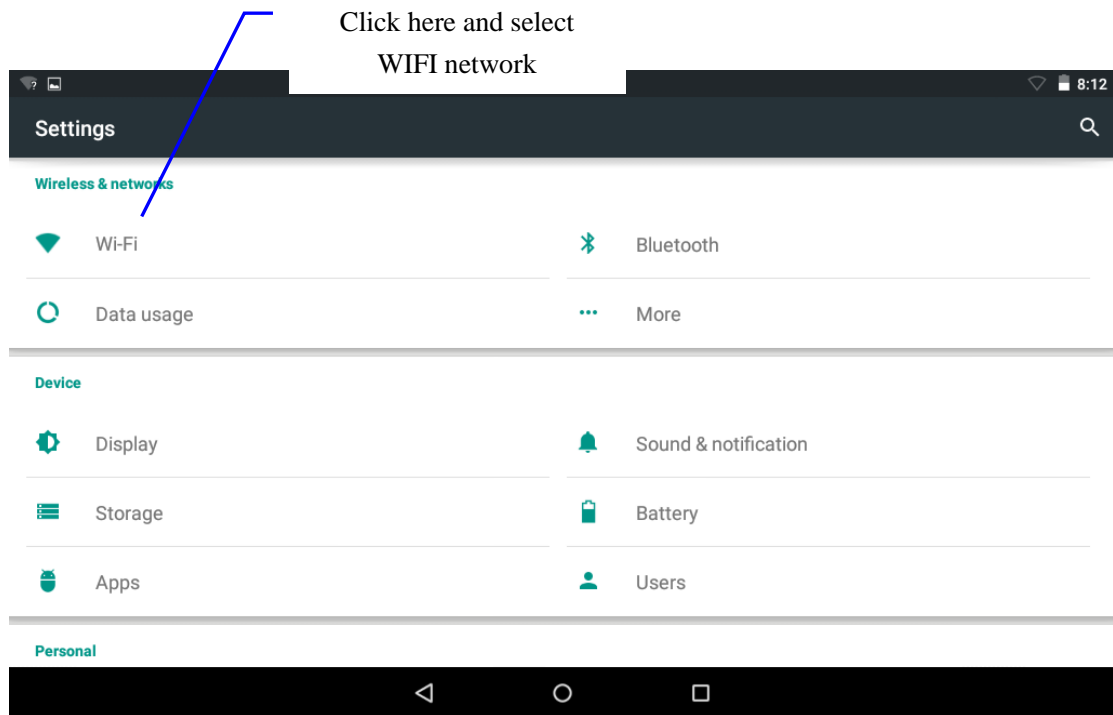 Click here and select
WIFI network
8:12
Settings
Wireless & networks
Wi-Fi
Bluetooth
Data usage
More
Device
Display
Sound & notification
Storage
Battery
Apps
Users
Personal